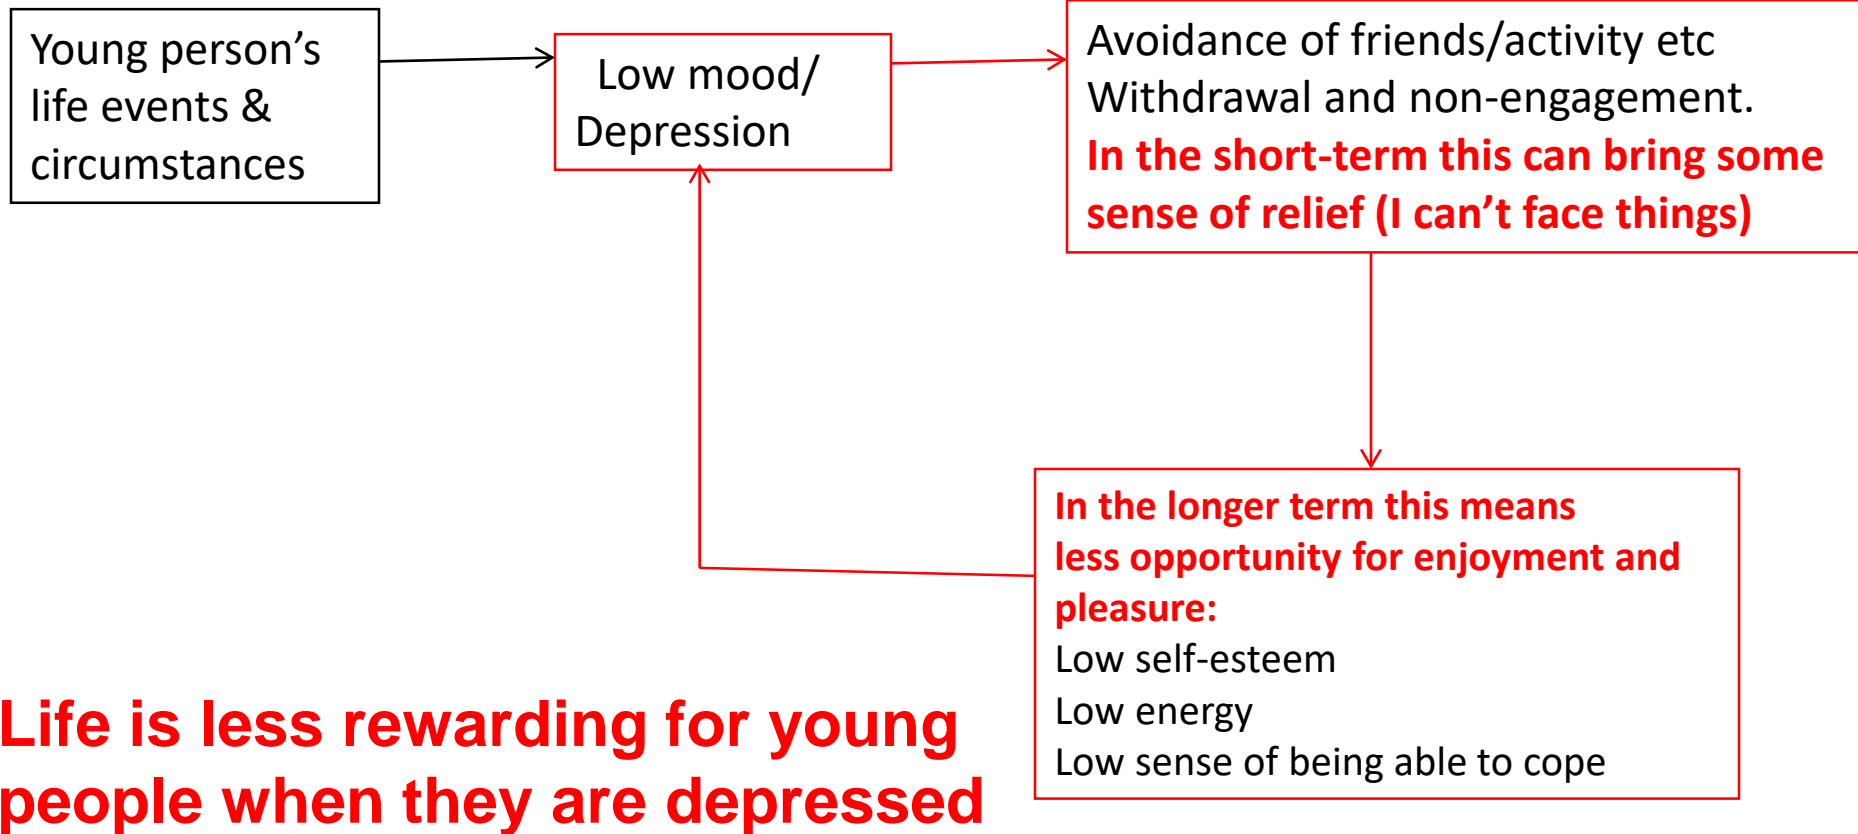 Young person’s
life events &
circumstances
Low mood/
Depression
Avoidance of friends/activity etc
Withdrawal and non-engagement.
In the short-term this can bring some
sense of relief (I can’t face things)
In the longer term this means
less opportunity for enjoyment and
pleasure:
Low self-esteem
Low energy
Low sense of being able to cope
Life is less rewarding for young
people when they are depressed